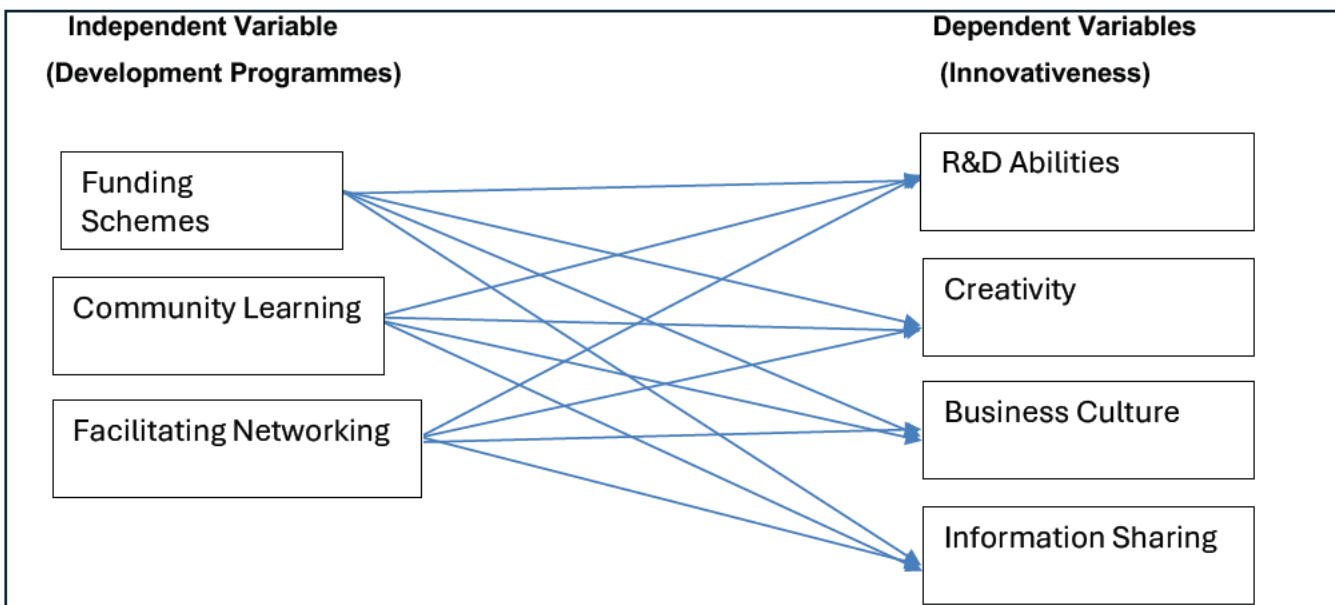 Independent Variable
(Development Programmes)
Dependent Variables
(Innovativeness)
Funding
Schemes
Community Learning
Facilitating Networking
R&D Abilities
Creativity
Business Culture
Information Sharing